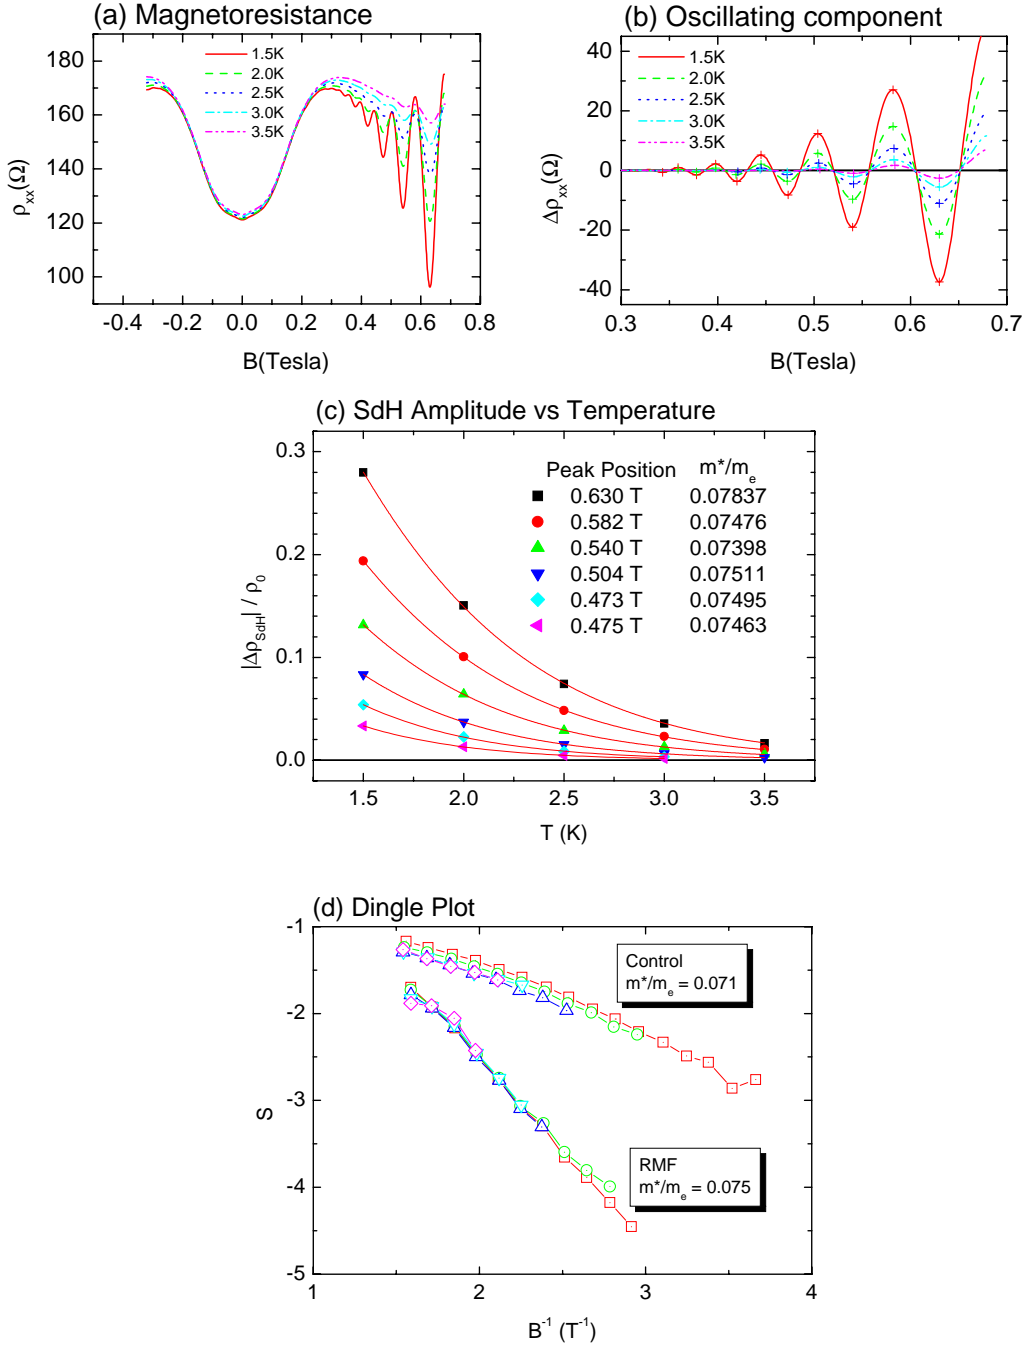 (a) Magnetoresistance
1.5K
2.0K
2.5K
3.0K
3.5K
180
160
140
120
100
-0.4
-0.2
0.0
0.2
0.4
0.6
0.8
ρxx(Ω)
B(Tesla)
(b) Oscillating component
1.5K
2.0K
2.5K
3.0K
3.5K
40
20
0
-20
-40
0.3
0.4
0.5
0.6
0.7
Δρxx(Ω)
B(Tesla)
(c) SdH Amplitude vs Temperature
Peak Position m*/me
0.630 T 0.07837
0.582 T 0.07476
0.540 T 0.07398
0.504 T 0.07511
0.473 T 0.07495
0.475 T 0.07463
0.3
0.2
0.1
0.0
1.5
2.0
2.5
3.0
3.5
|ΔρSdH| / ρ0
T (K)
(d) Dingle Plot
Control
m*/me = 0.071
RMF
m*/me = 0.075
-1
-2
-3
-4
-5
1
2
3
4
S
B-1 (T-1)